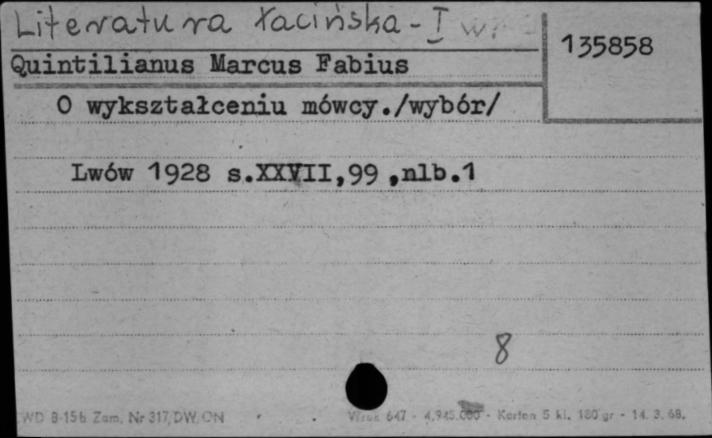 Literatura łacińska - I w.
135858
Quintilianus Marcus Fabius
O wykształceniu mówcy./wybór/
Lwów 1928 s.XXVII,99 ,nlb.1
8
WD 8-15b Zam. Nr 317, DW, ON
647 - 4.945.000 - Karton 5 kl. 180 gr - 14. 3. 68.